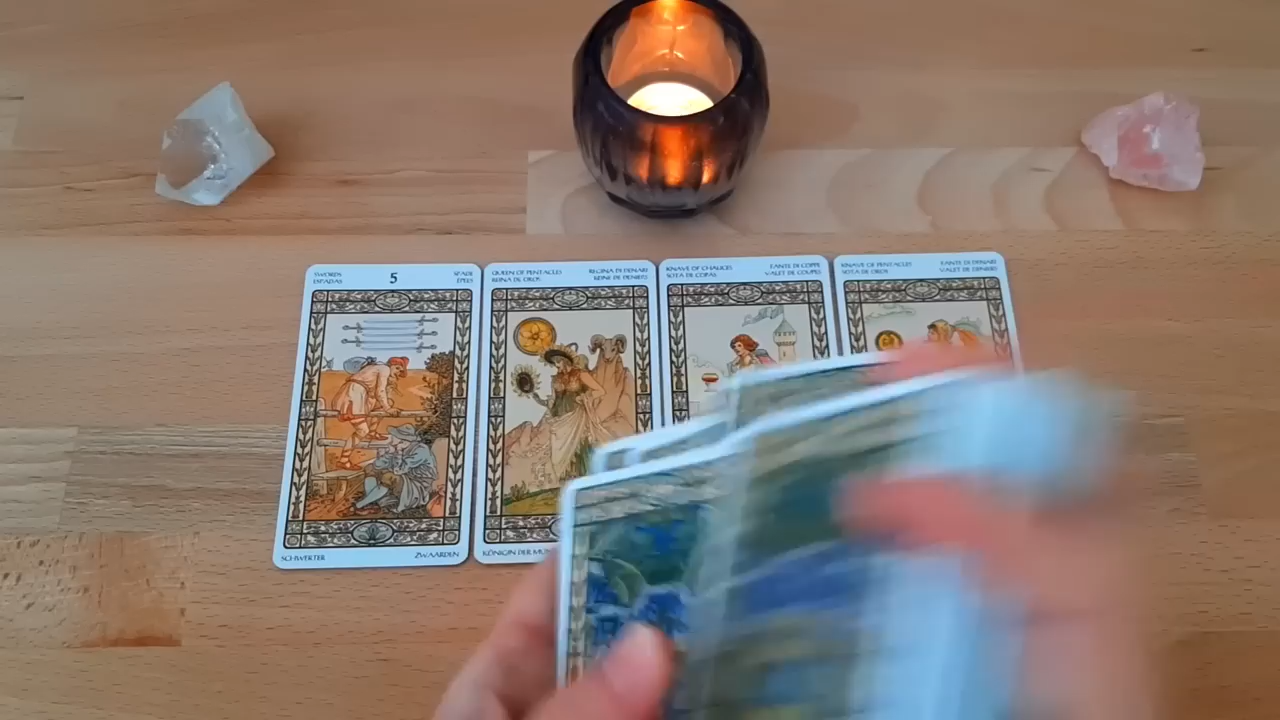 SWORDS
ESPADAS
5
SPADE
ÉPÉES
SCHWERTER
ZWAARDEN
QUEEN OF PENTACLES
REINA DE OROS
REGINA DI DENARI
REINE DE DENIERS
KÖNIGIN DER
KNAVE OF CHALICES
SOTA DE COPAS
FANTE DI COPPE
VALET DE COUPES
KNAVE OF PENTACLES
SOTA DE OROS
FANTE DI DENARI
VALET DE DENIERS